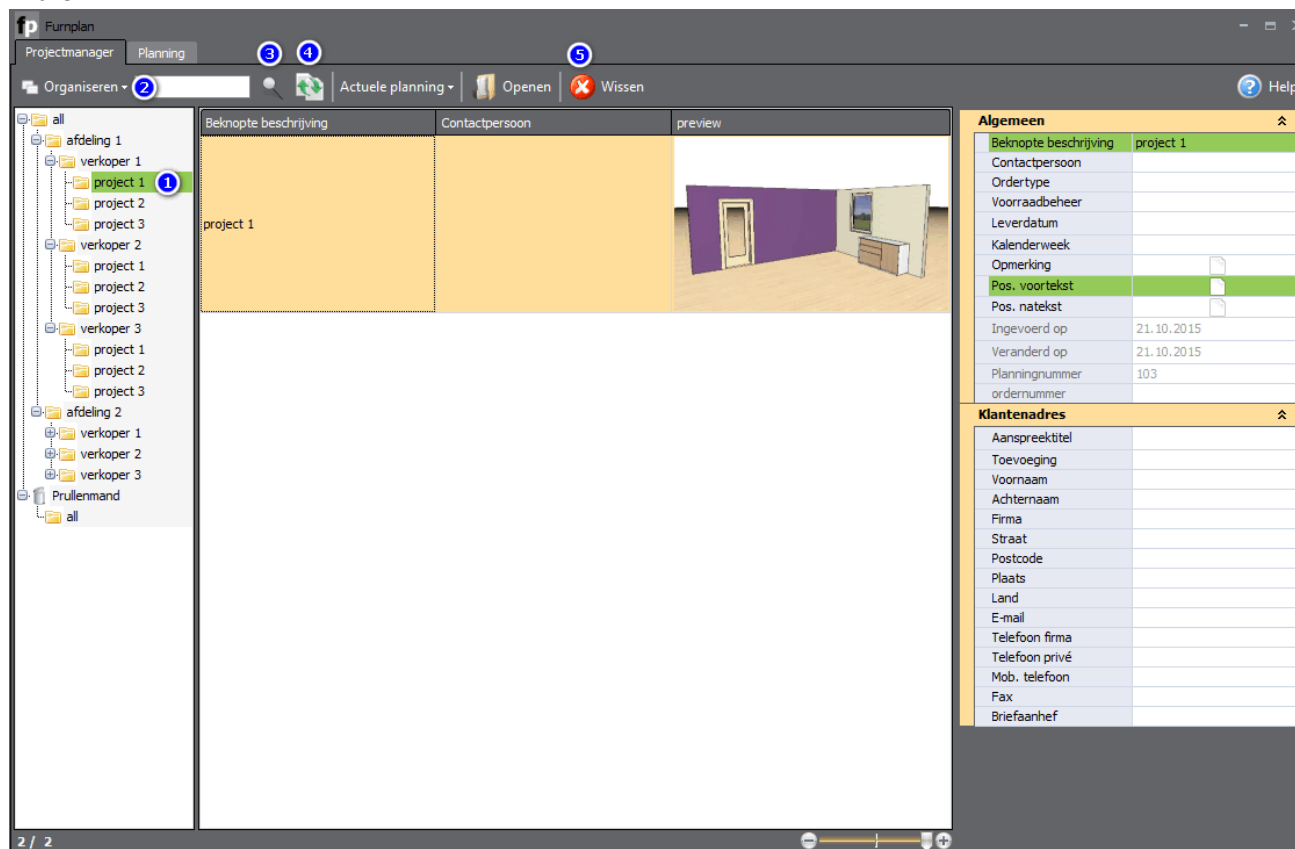 fp Furnplan
Projectmanager Planning
3 4 5
Organiseren 2 Actuele planning Openen Wissen Help
all
afdeling 1
verkoper 1
project 1 1
project 2
project 3
verkoper 2
project 1
project 2
project 3
verkoper 3
project 1
project 2
project 3
afdeling 2
verkoper 1
verkoper 2
verkoper 3
Prullenmand
all
2 / 2
Beknopte beschrijving Contactpersoon preview
project 1
Algemeen
Beknopte beschrijving project 1
Contactpersoon
Ordertype
Voorraadbeheer
Leverdatum
Kalenderweek
Opmerking
Pos. voortekst
Pos. natekst
Ingevoerd op 21.10.2015
Veranderd op 21.10.2015
Planningnummer 103
ordernummer
Klantenadres
Aanspreektitel
Toevoeging
Voornaam
Achternaam
Firma
Straat
Postcode
Plaats
Land
E-mail
Telefoon firma
Telefoon privé
Mob. telefoon
Fax
Briefaanhef